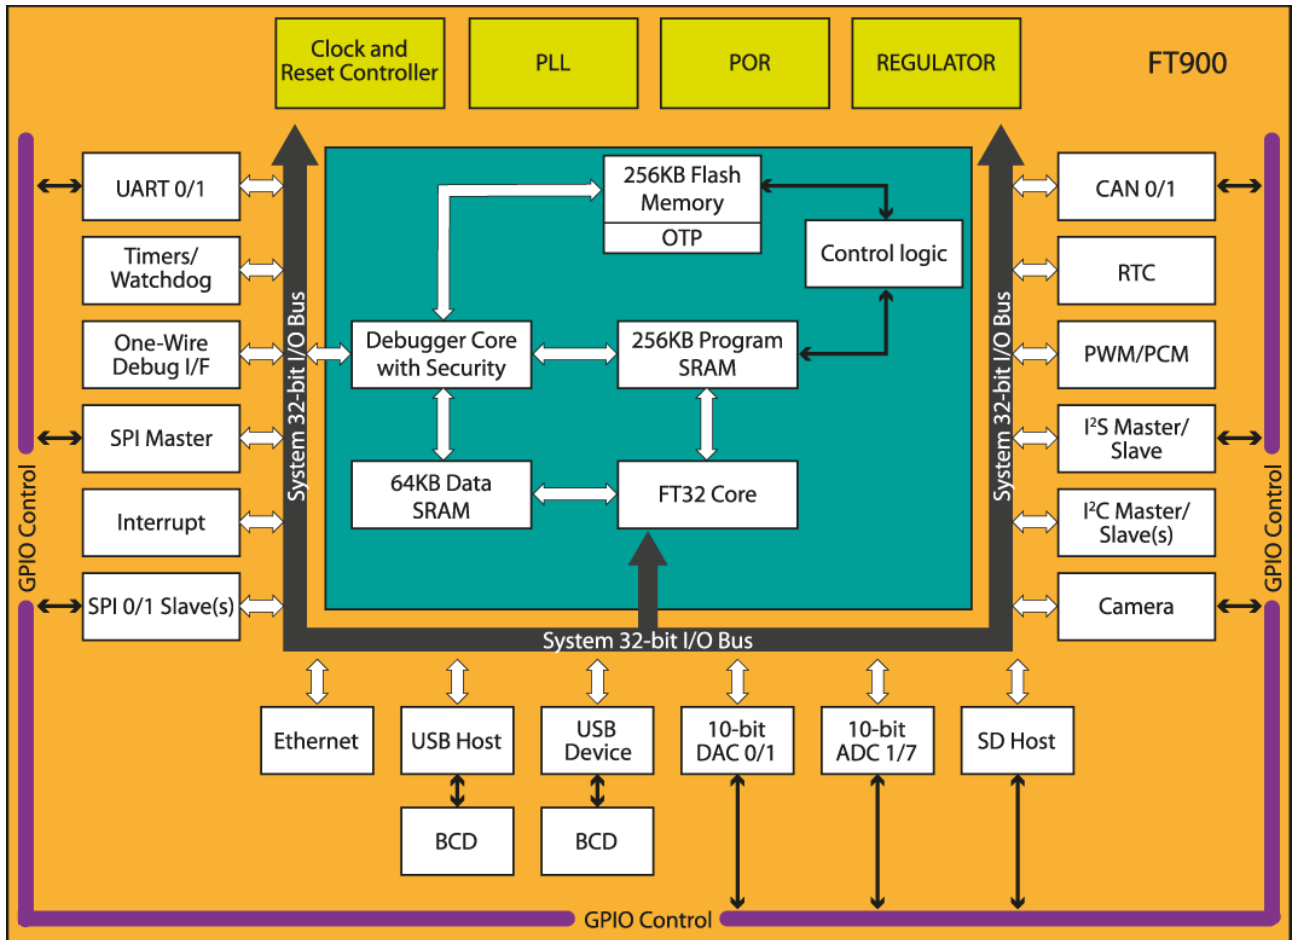 Clock and
Reset Controller
PLL
POR
REGULATOR
FT900
UART 0/1
Timers/
Watchdog
One-Wire
Debug I/F
SPI Master
Interrupt
SPI 0/1 Slave(s)
GPIO Control
System 32-bit I/O Bus
256KB Flash
Memory
OTP
Control logic
Debugger Core
with Security
256KB Program
SRAM
64KB Data
SRAM
FT32 Core
System 32-bit I/O Bus
System 32-bit I/O Bus
CAN 0/1
RTC
PWM/PCM
I²S Master/
Slave
I²C Master/
Slave(s)
Camera
GPIO Control
Ethernet
USB Host
USB
Device
10-bit
DAC 0/1
10-bit
ADC 1/7
SD Host
BCD
BCD
GPIO Control